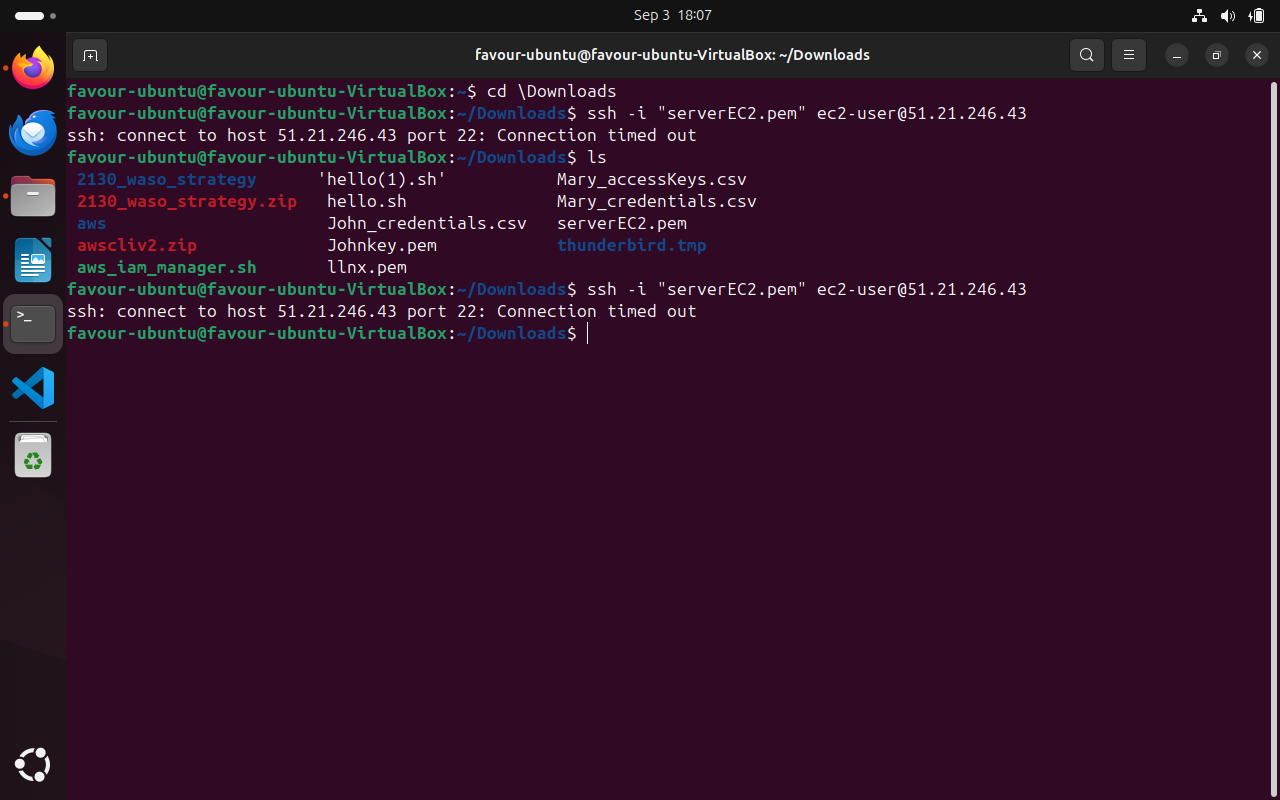 Sep 3 18:07
favour-ubuntu@favour-ubuntu-VirtualBox: ~/Downloads
favour-ubuntu@favour-ubuntu-VirtualBox:~$ cd \Downloads
favour-ubuntu@favour-ubuntu-VirtualBox:~/Downloads$ ssh -i "serverEC2.pem" ec2-user@51.21.246.43
ssh: connect to host 51.21.246.43 port 22: Connection timed out
favour-ubuntu@favour-ubuntu-VirtualBox:~/Downloads$ ls
2130_waso_strategy 'hello(1).sh' Mary_accessKeys.csv
2130_waso_strategy.zip hello.sh Mary_credentials.csv
aws John_credentials.csv serverEC2.pem
awscliv2.zip Johnkey.pem thunderbird.tmp
aws_iam_manager.sh llnx.pem
favour-ubuntu@favour-ubuntu-VirtualBox:~/Downloads$ ssh -i "serverEC2.pem" ec2-user@51.21.246.43
ssh: connect to host 51.21.246.43 port 22: Connection timed out
favour-ubuntu@favour-ubuntu-VirtualBox:~/Downloads$